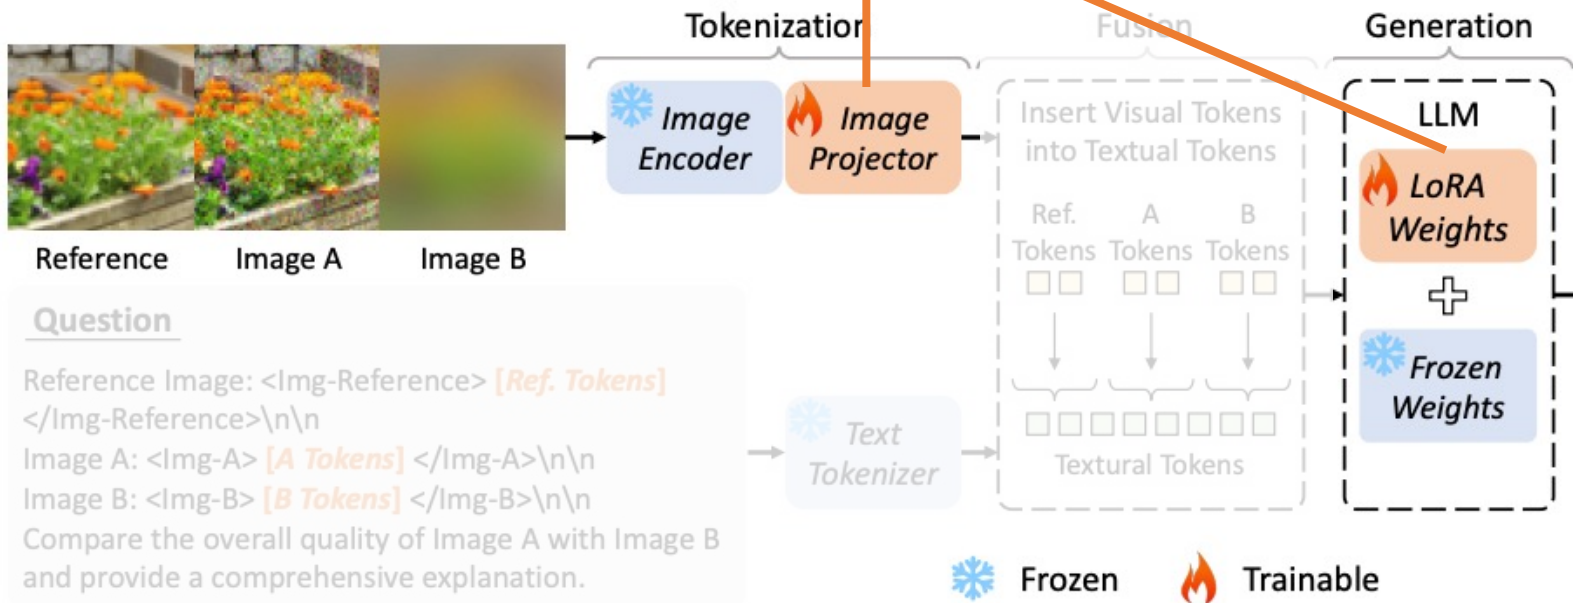 Tokenization
Fusion
Generation
Image
Encoder
Image
Projector
Insert Visual Tokens
into Textual Tokens
Ref.
Tokens
A
Tokens
B
Tokens
Textural Tokens
LLM
LoRA
Weights
Frozen
Weights
Reference
Image A
Image B
Question
Reference Image: <Img-Reference> [Ref. Tokens]
</Img-Reference>\n\n
Image A: <Img-A> [A Tokens] </Img-A>\n\n
Image B: <Img-B> [B Tokens] </Img-B>\n\n
Compare the overall quality of Image A with Image B
and provide a comprehensive explanation.
Text
Tokenizer
Frozen
Trainable